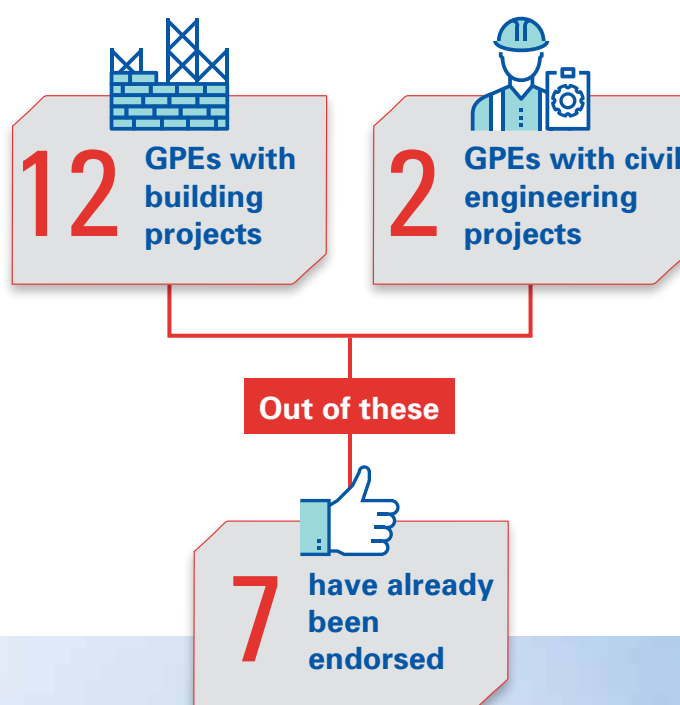 12
GPEs with
building
projects
2
GPEs with civil
engineering
projects
Out of these
7
have already
been
endorsed